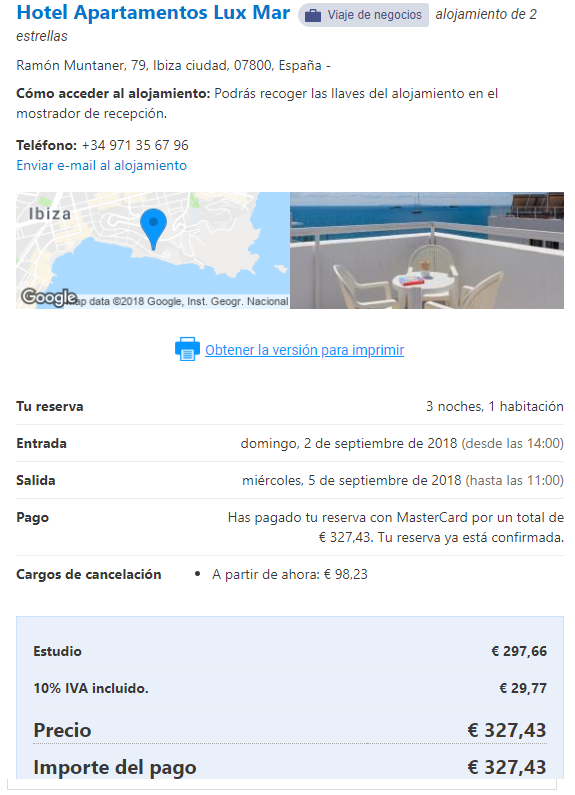 Hotel Apartamentos Lux Mar Viaje de negocios alojamiento de 2
estrellas
Ramón Muntaner, 79, Ibiza ciudad, 07800, España -
Cómo acceder al alojamiento: Podrás recoger las llaves del alojamiento en el
mostrador de recepción.
Teléfono: +34 971 35 67 96
Enviar e-mail al alojamiento
Ibiza
Google Map data ©2018 Google, Inst. Geogr. Nacional
Obtener la versión para imprimir
Tu reserva 3 noches, 1 habitación
Entrada domingo, 2 de septiembre de 2018 (desde las 14:00)
Salida miércoles, 5 de septiembre de 2018 (hasta las 11:00)
Pago Has pagado tu reserva con MasterCard por un total de
€ 327,43. Tu reserva ya está confirmada.
Cargos de cancelación • A partir de ahora: € 98,23
Estudio € 297,66
10% IVA incluido. € 29,77
Precio € 327,43
Importe del pago € 327,43